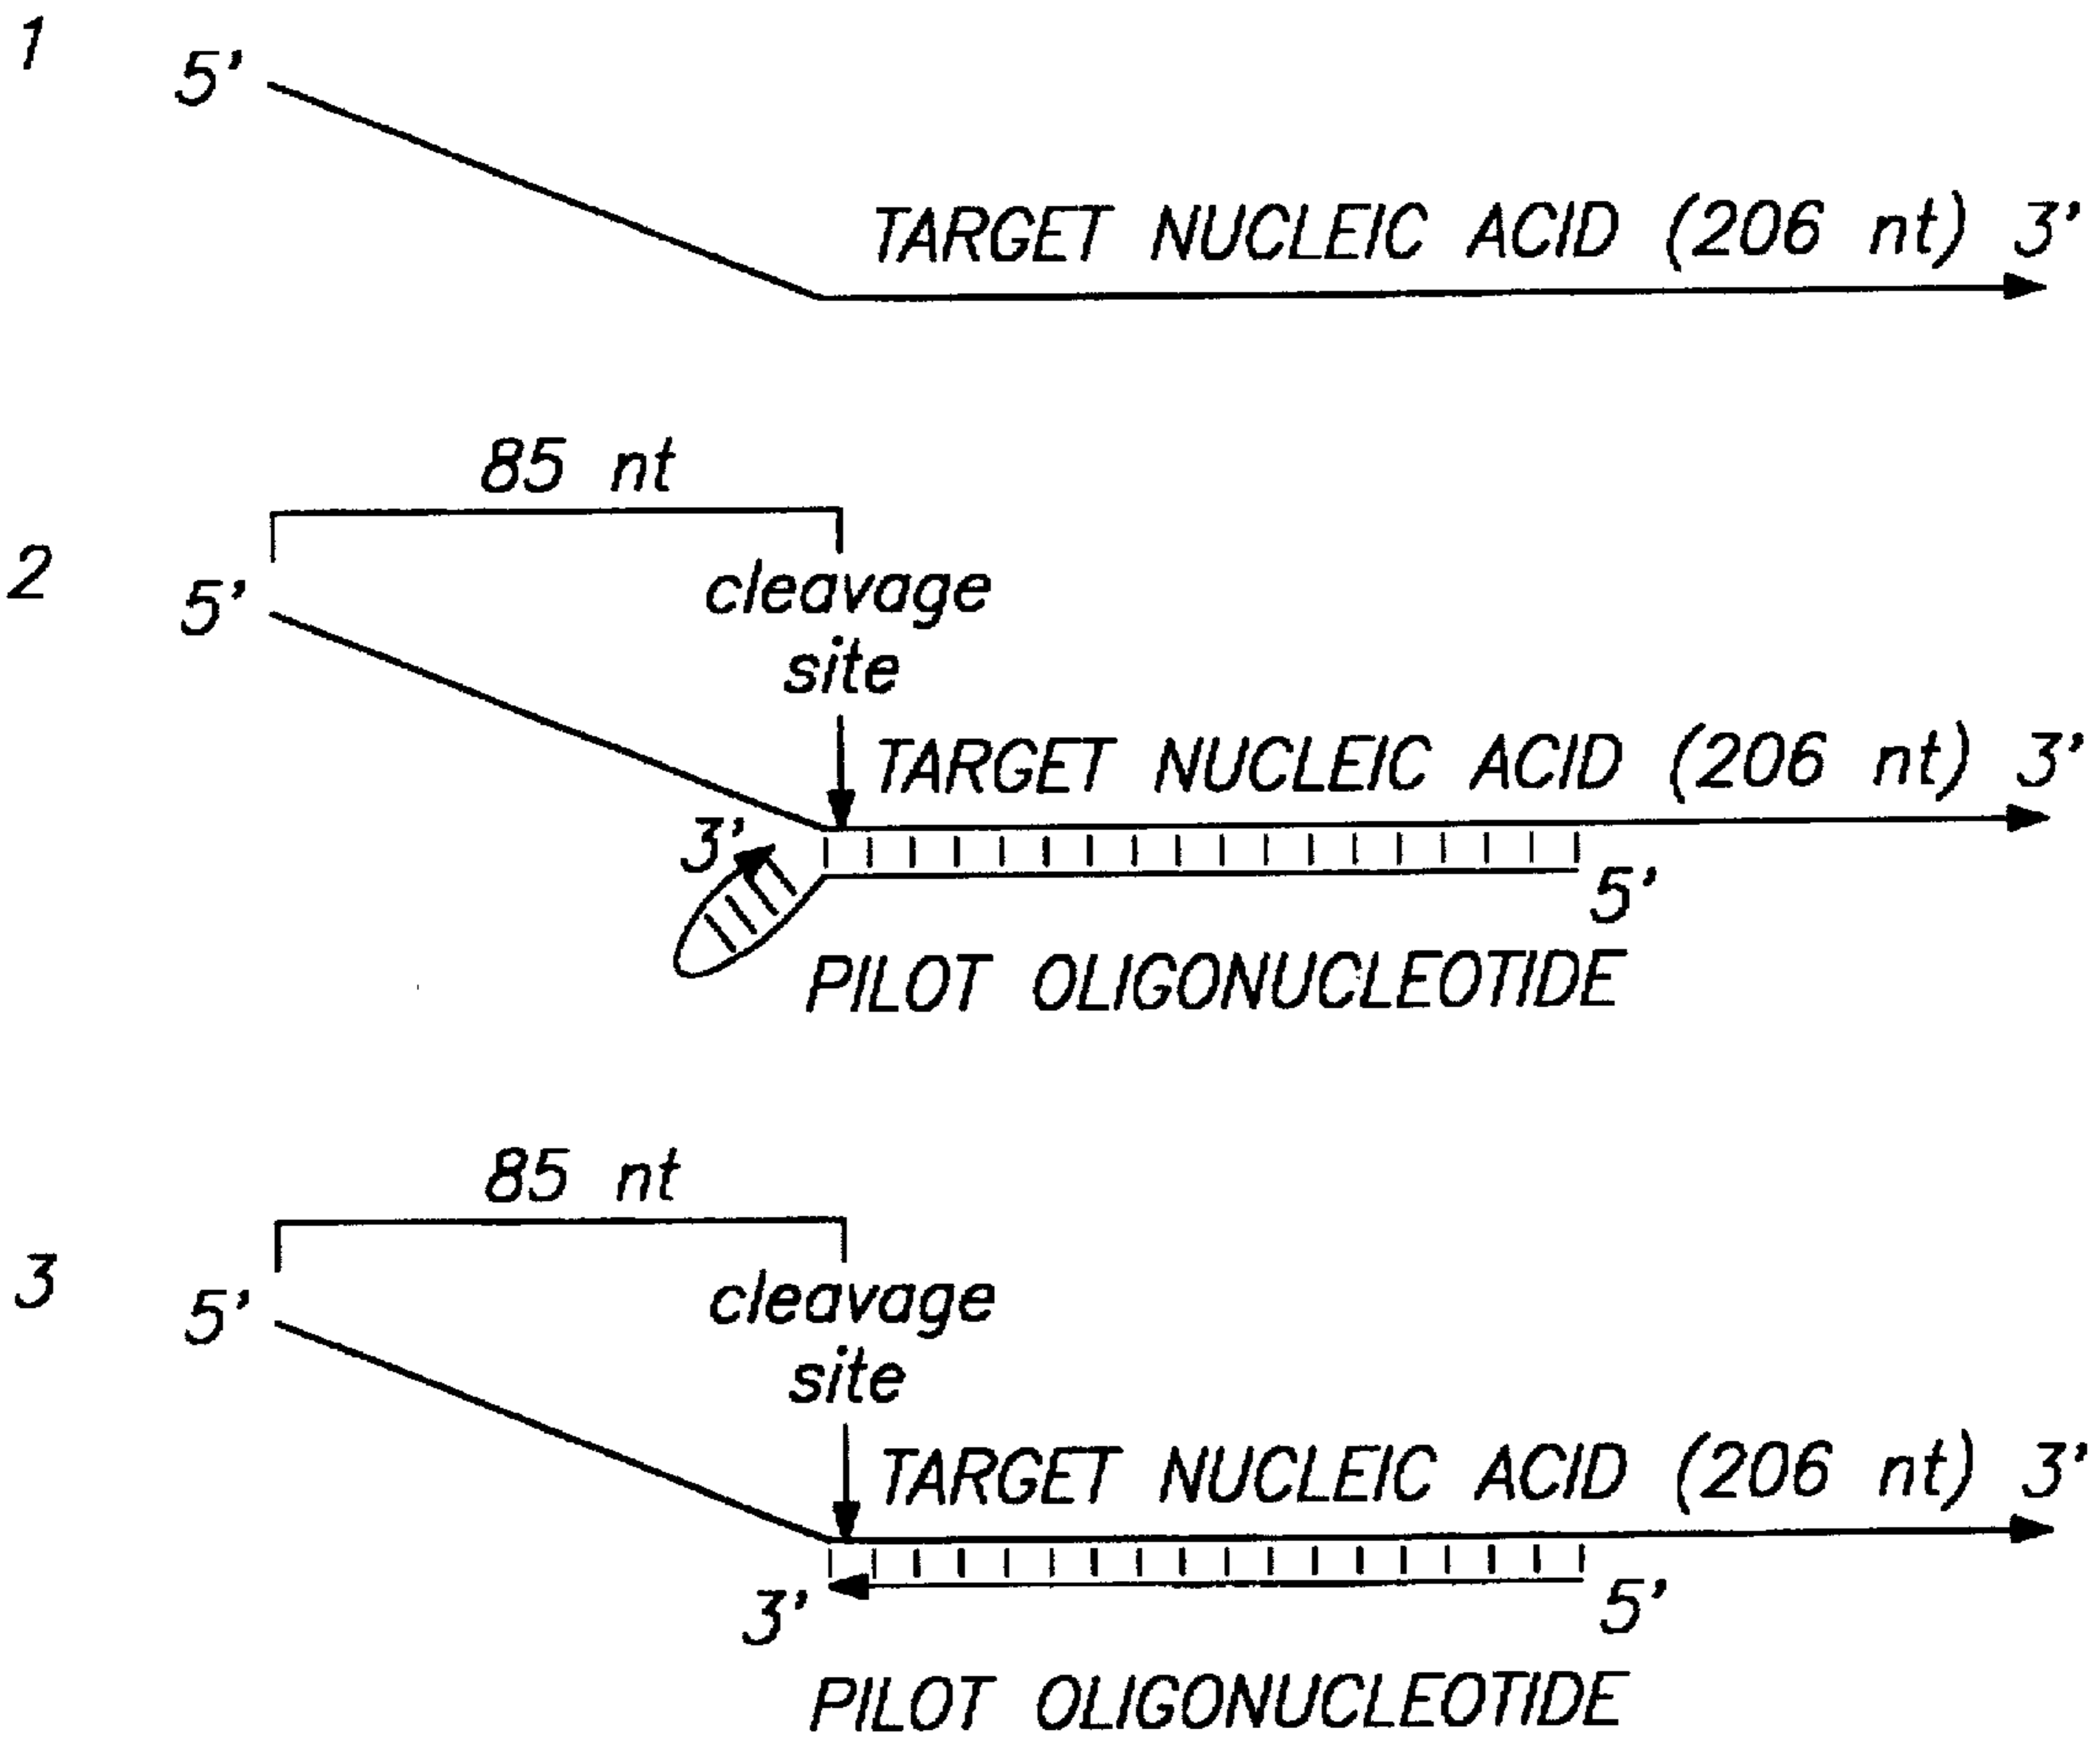 1
5'
TARGET NUCLEIC ACID (206 nt) 3'
85 nt
2
5'
cleavage
site
TARGET NUCLEIC ACID (206 nt) 3'
3'
5'
PILOT OLIGONUCLEOTIDE
85 nt
3
5'
cleavage
site
TARGET NUCLEIC ACID (206 nt) 3'
3'
5'
PILOT OLIGONUCLEOTIDE